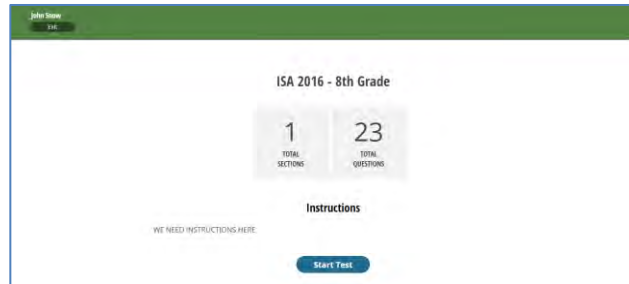 John Snow
Exit
ISA 2016 - 8th Grade
1
TOTAL
SECTIONS
23
TOTAL
QUESTIONS
Instructions
WE NEED INSTRUCTIONS HERE
Start Test